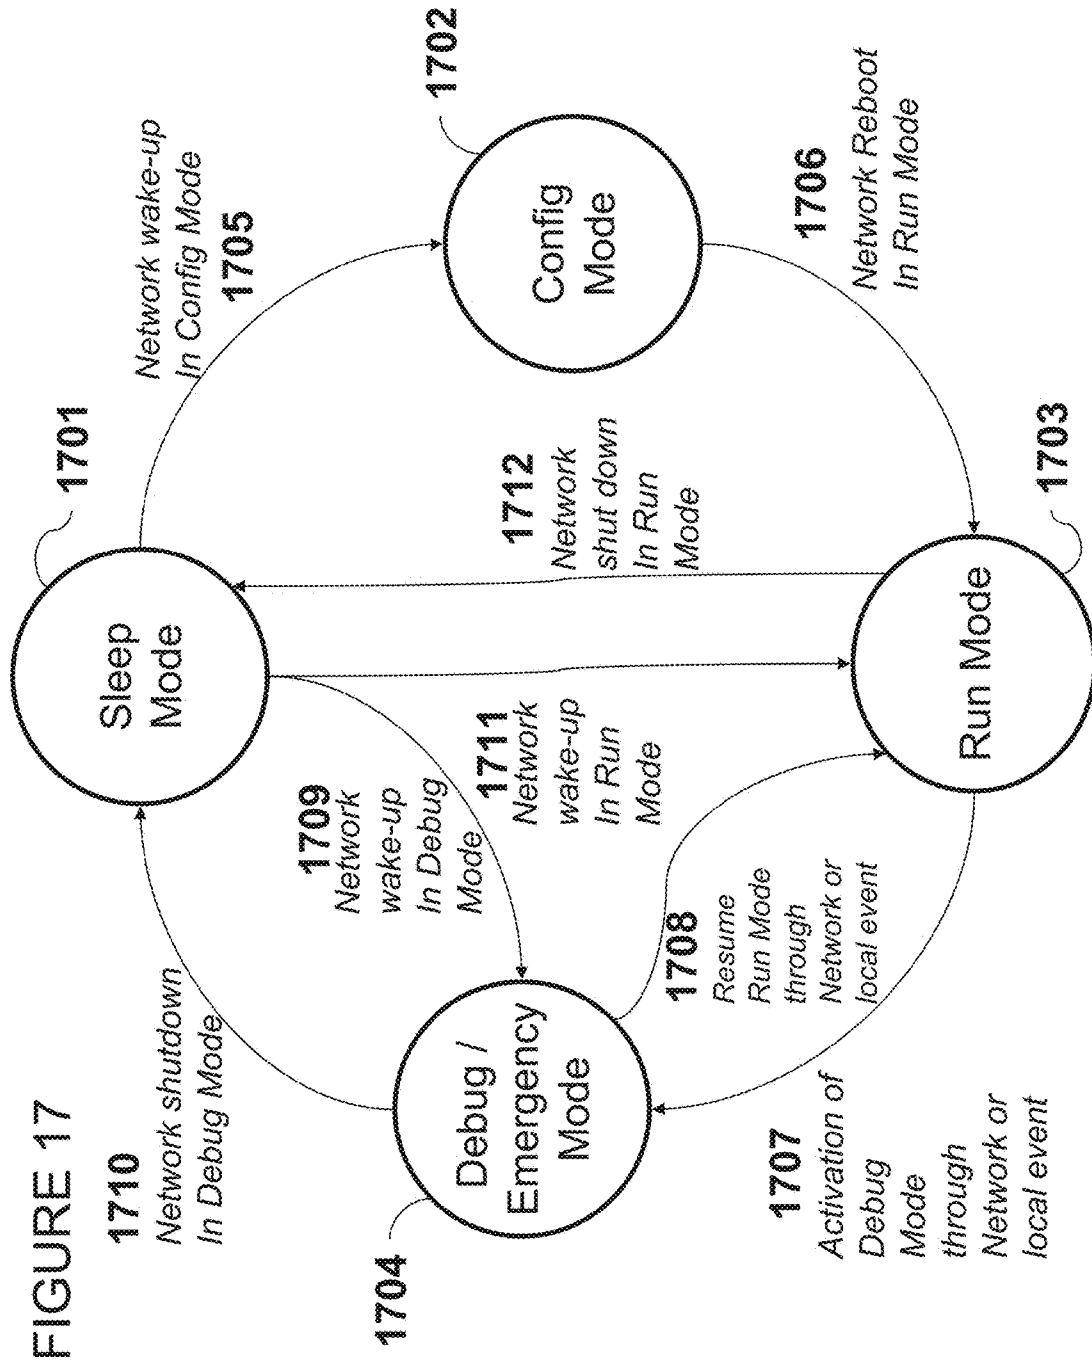 FIGURE 17
1710
Network shutdown
In Debug Mode
Sleep
Mode
1701
Network wake-up
In Config Mode
1705
1709
Network
wake-up
In Debug
Mode
1711
Network
wake-up
In Run
Mode
1712
Network
shut down
In Run
Mode
Config
Mode
1702
Debug /
Emergency
Mode
1704
1708
Resume
Run Mode
through
Network or
local event
1706
Network Reboot
In Run Mode
1707
Activation of
Debug
Mode
through
Network or
local event
Run Mode
1703